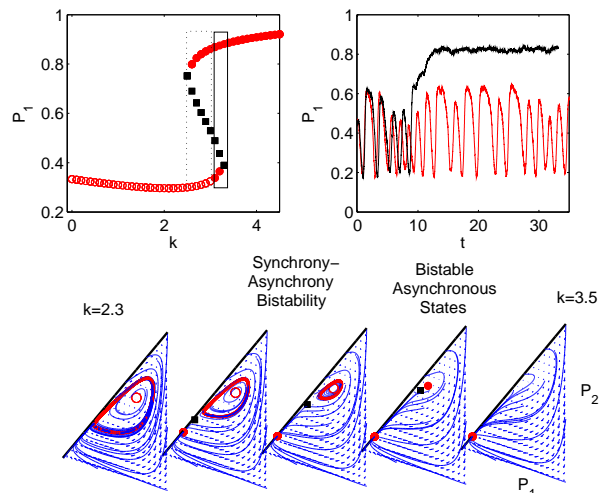 1
0.8
0.6
0.4
0.2
P1
0 2 4
k
1
0.8
0.6
0.4
0.2
0
P1
0 10 20 30
t
Synchrony–
Asynchrony
Bistability
Bistable
Asynchronous
States
k=2.3
k=3.5
P2
P1